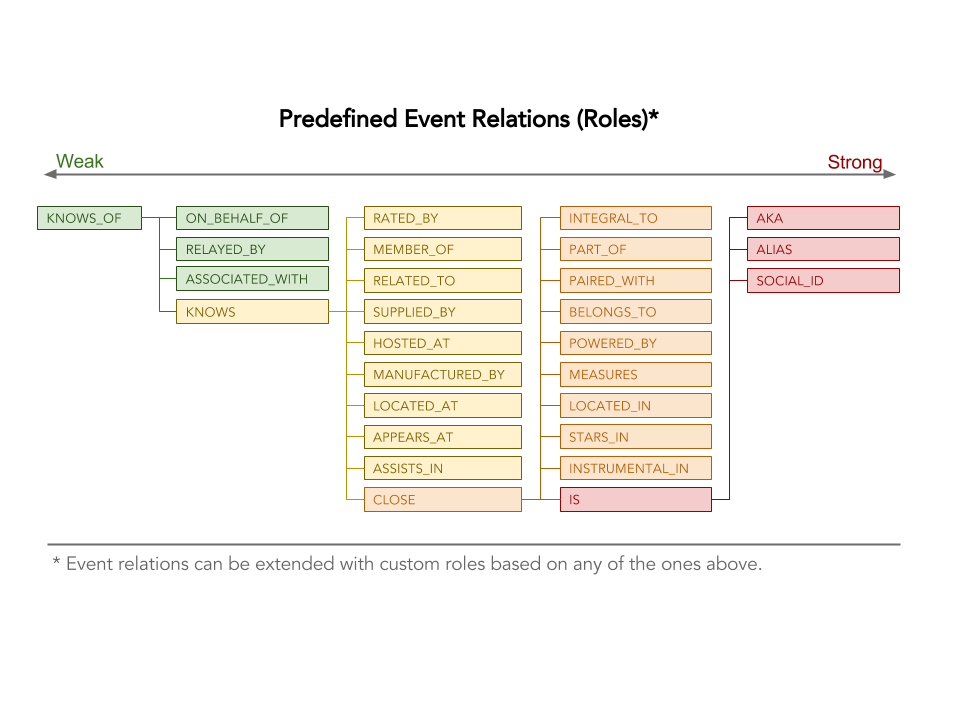 Predefined Event Relations (Roles)*
Weak
Strong
KNOWS_OF
ON_BEHALF_OF
RELAYED_BY
ASSOCIATED_WITH
KNOWS
RATED_BY
MEMBER_OF
RELATED_TO
SUPPLIED_BY
HOSTED_AT
MANUFACTURED_BY
LOCATED_AT
APPEARS_AT
ASSISTS_IN
CLOSE
INTEGRAL_TO
PART_OF
PAIRED_WITH
BELONGS_TO
POWERED_BY
MEASURES
LOCATED_IN
STARS_IN
INSTRUMENTAL_IN
IS
AKA
ALIAS
SOCIAL_ID
* Event relations can be extended with custom roles based on any of the ones above.